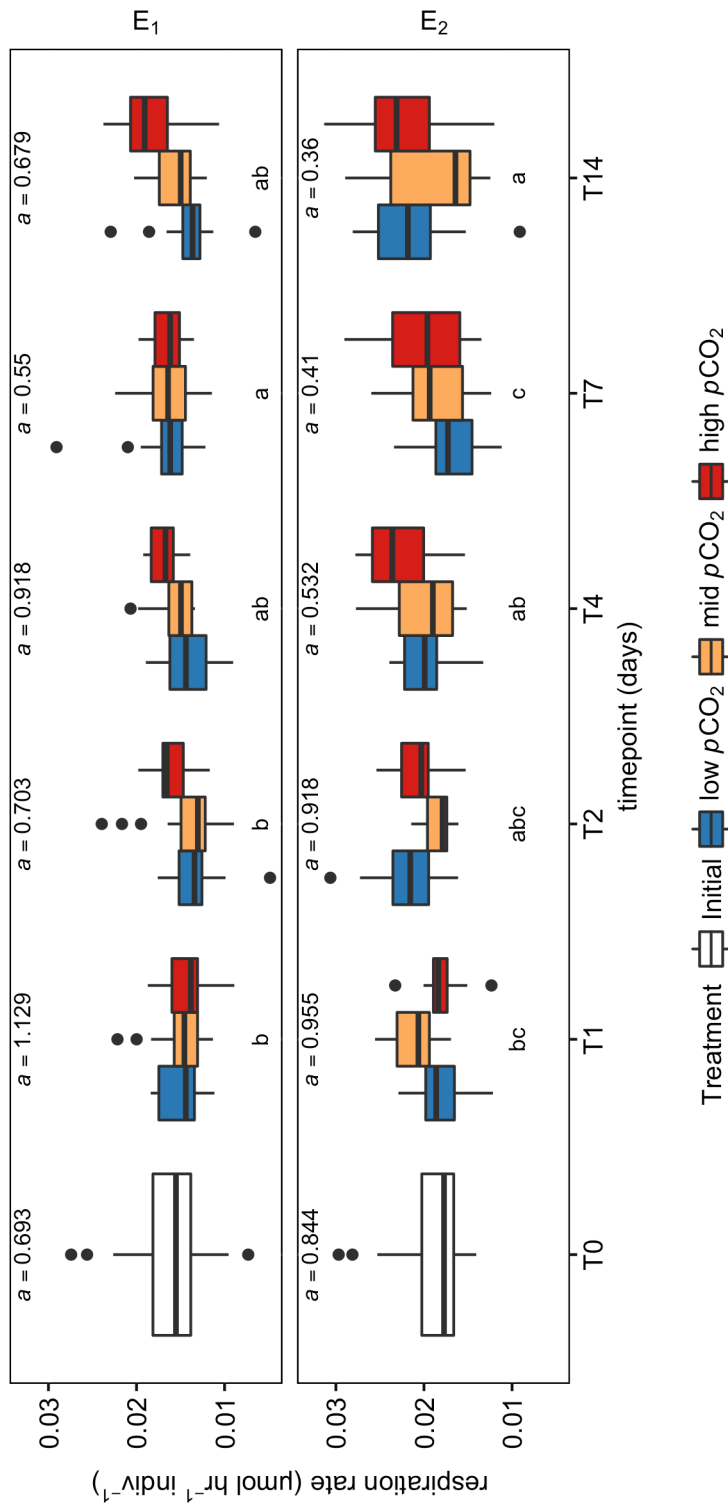 E₁
a = 0.693 a = 1.129 a = 0.703 a = 0.918 a = 0.55 a = 0.679
b b ab a ab
0.03
0.02
0.01
E₂
a = 0.844 a = 0.955 a = 0.918 a = 0.532 a = 0.41 a = 0.36
bc abc ab c a
0.03
0.02
0.01
respiration rate (μmol hr⁻¹ indiv⁻¹)
T0 T1 T2 T4 T7 T14
timepoint (days)
Treatment Initial low pCO₂ mid pCO₂ high pCO₂